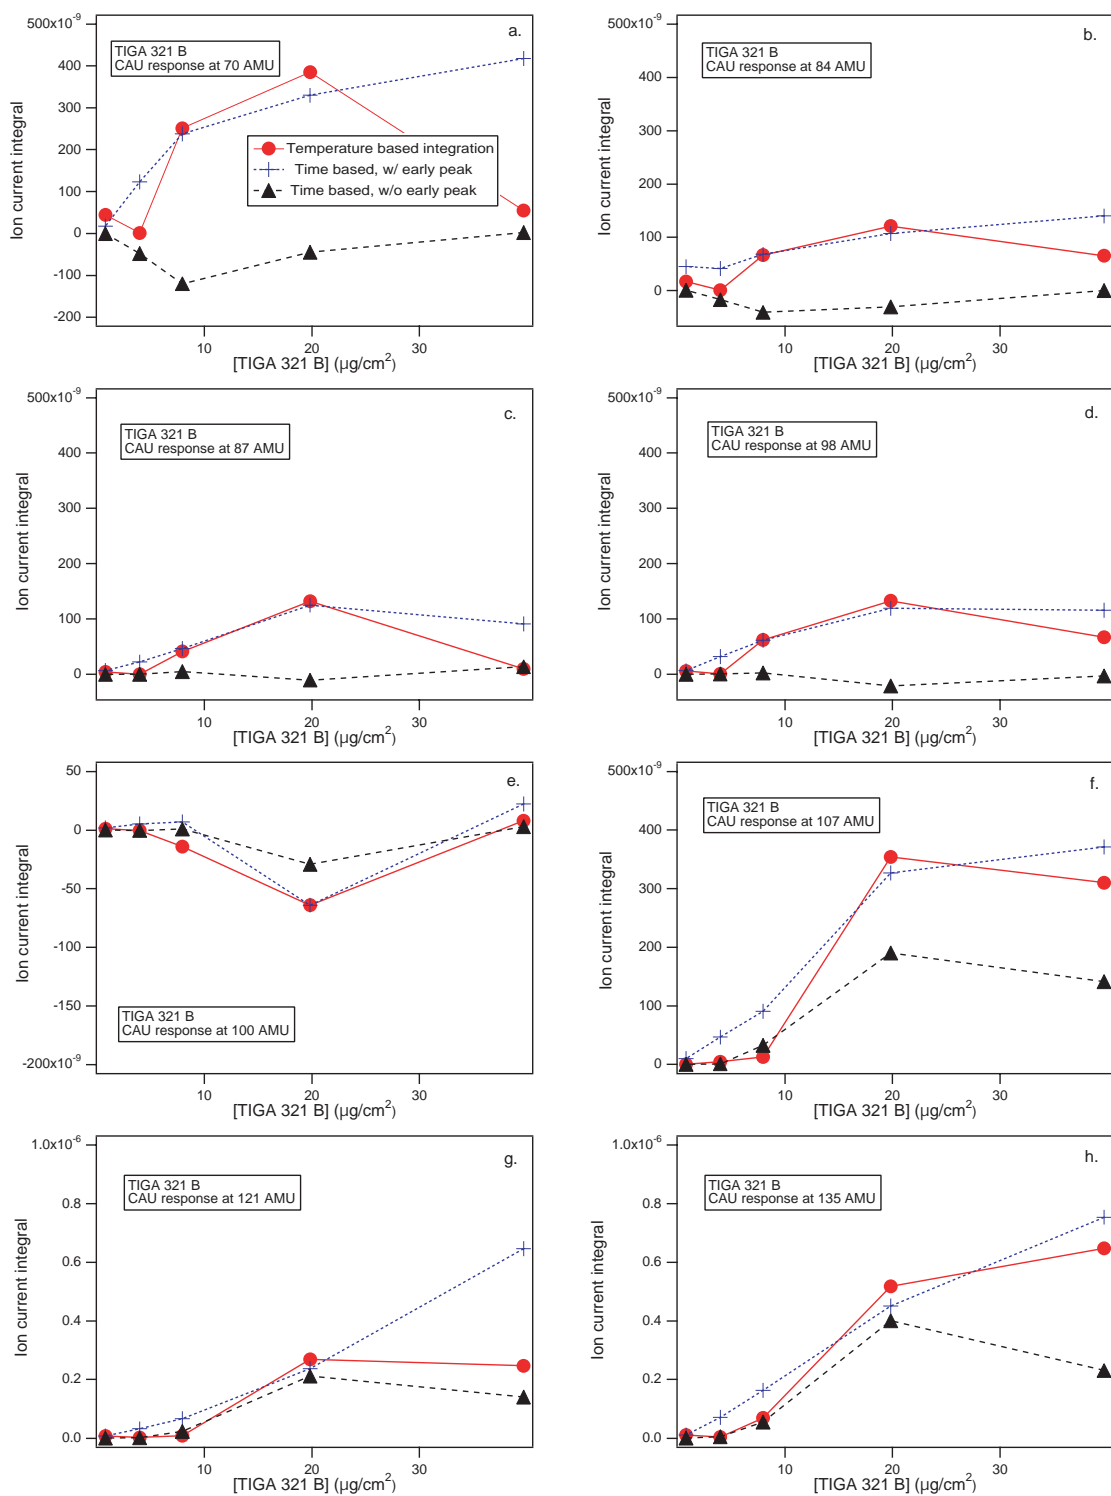 500x10⁻⁹
400
300
200
100
0
-100
-200
Ion current integral
a.
TIGA 321 B
CAU response at 70 AMU
Temperature based integration
Time based, w/ early peak
Time based, w/o early peak
10 20 30
[TIGA 321 B] (µg/cm²)
500x10⁻⁹
400
300
200
100
0
Ion current integral
b.
TIGA 321 B
CAU response at 84 AMU
10 20 30
[TIGA 321 B] (µg/cm²)
500x10⁻⁹
400
300
200
100
0
Ion current integral
c.
TIGA 321 B
CAU response at 87 AMU
10 20 30
[TIGA 321 B] (µg/cm²)
500x10⁻⁹
400
300
200
100
0
Ion current integral
d.
TIGA 321 B
CAU response at 98 AMU
10 20 30
[TIGA 321 B] (µg/cm²)
50
0
-50
-100
-150
-200x10⁻⁹
Ion current integral
e.
TIGA 321 B
CAU response at 100 AMU
10 20 30
[TIGA 321 B] (µg/cm²)
500x10⁻⁹
400
300
200
100
0
Ion current integral
f.
TIGA 321 B
CAU response at 107 AMU
10 20 30
[TIGA 321 B] (µg/cm²)
1.0x10⁻⁶
0.8
0.6
0.4
0.2
0.0
Ion current integral
g.
TIGA 321 B
CAU response at 121 AMU
10 20 30
[TIGA 321 B] (µg/cm²)
1.0x10⁻⁶
0.8
0.6
0.4
0.2
0.0
Ion current integral
h.
TIGA 321 B
CAU response at 135 AMU
10 20 30
[TIGA 321 B] (µg/cm²)